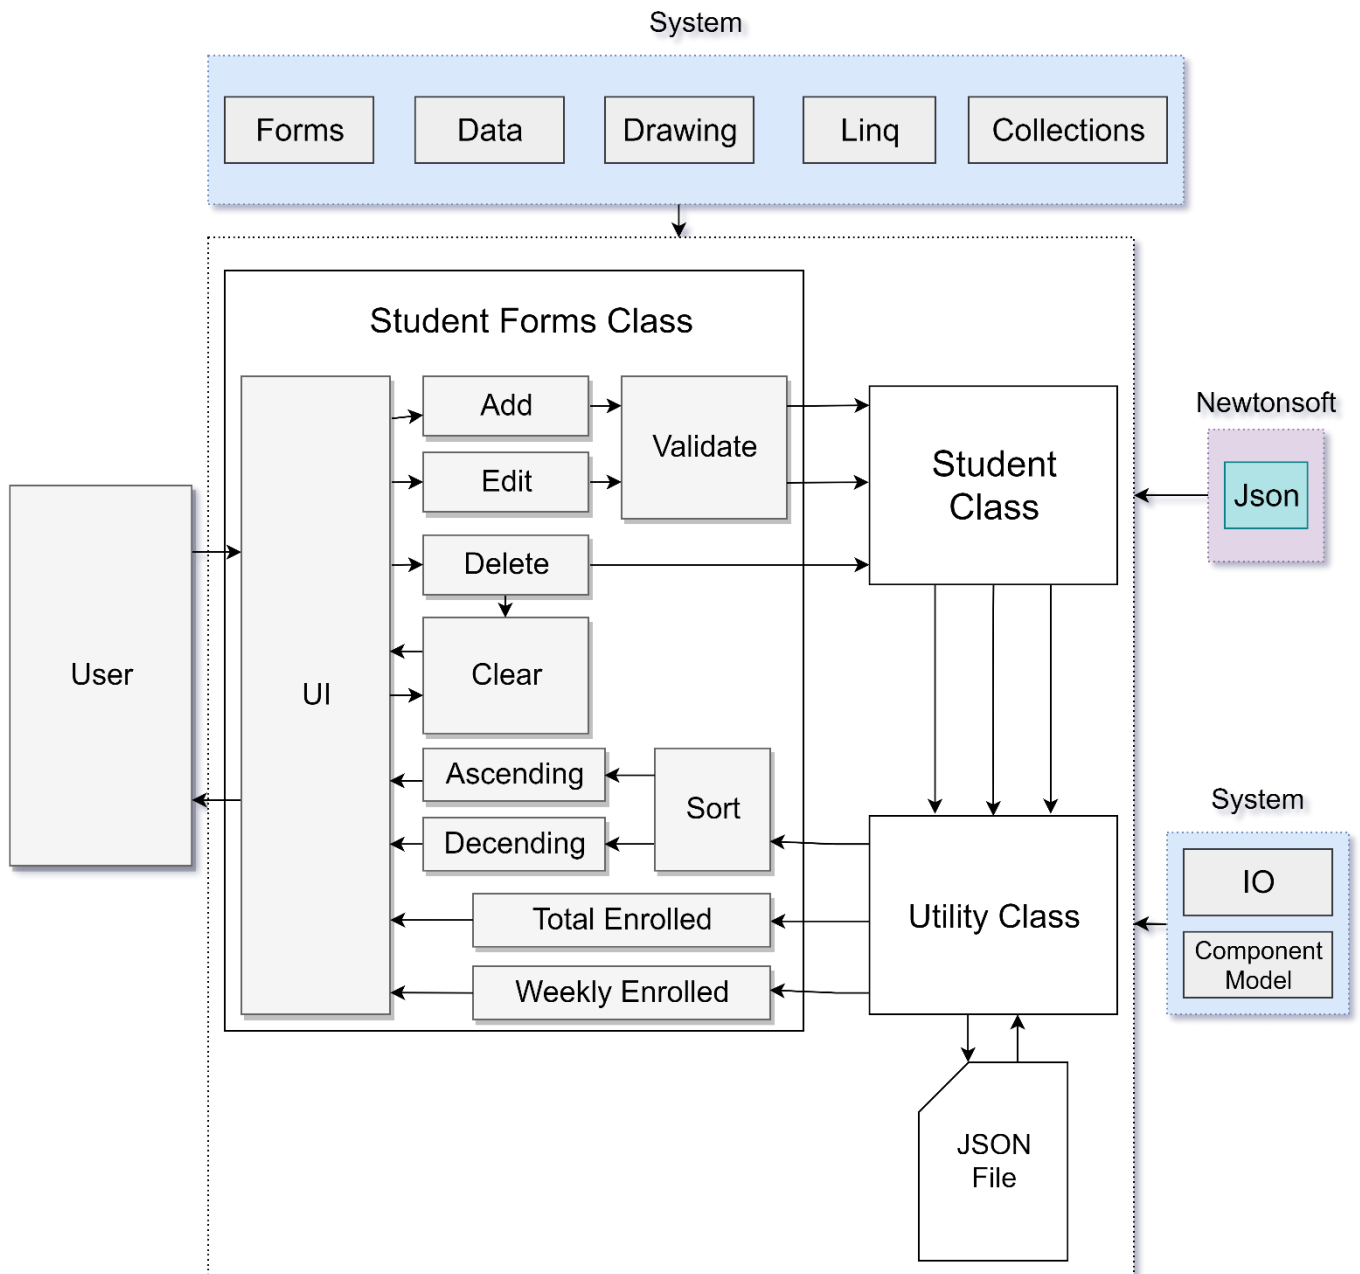 System
Forms
Data
Drawing
Linq
Collections
Student Forms Class
Add
Edit
Validate
Delete
Clear
Ascending
Decending
Sort
Total Enrolled
Weekly Enrolled
UI
User
Student
Class
Newtonsoft
Json
System
IO
Component
Model
Utility Class
JSON
File